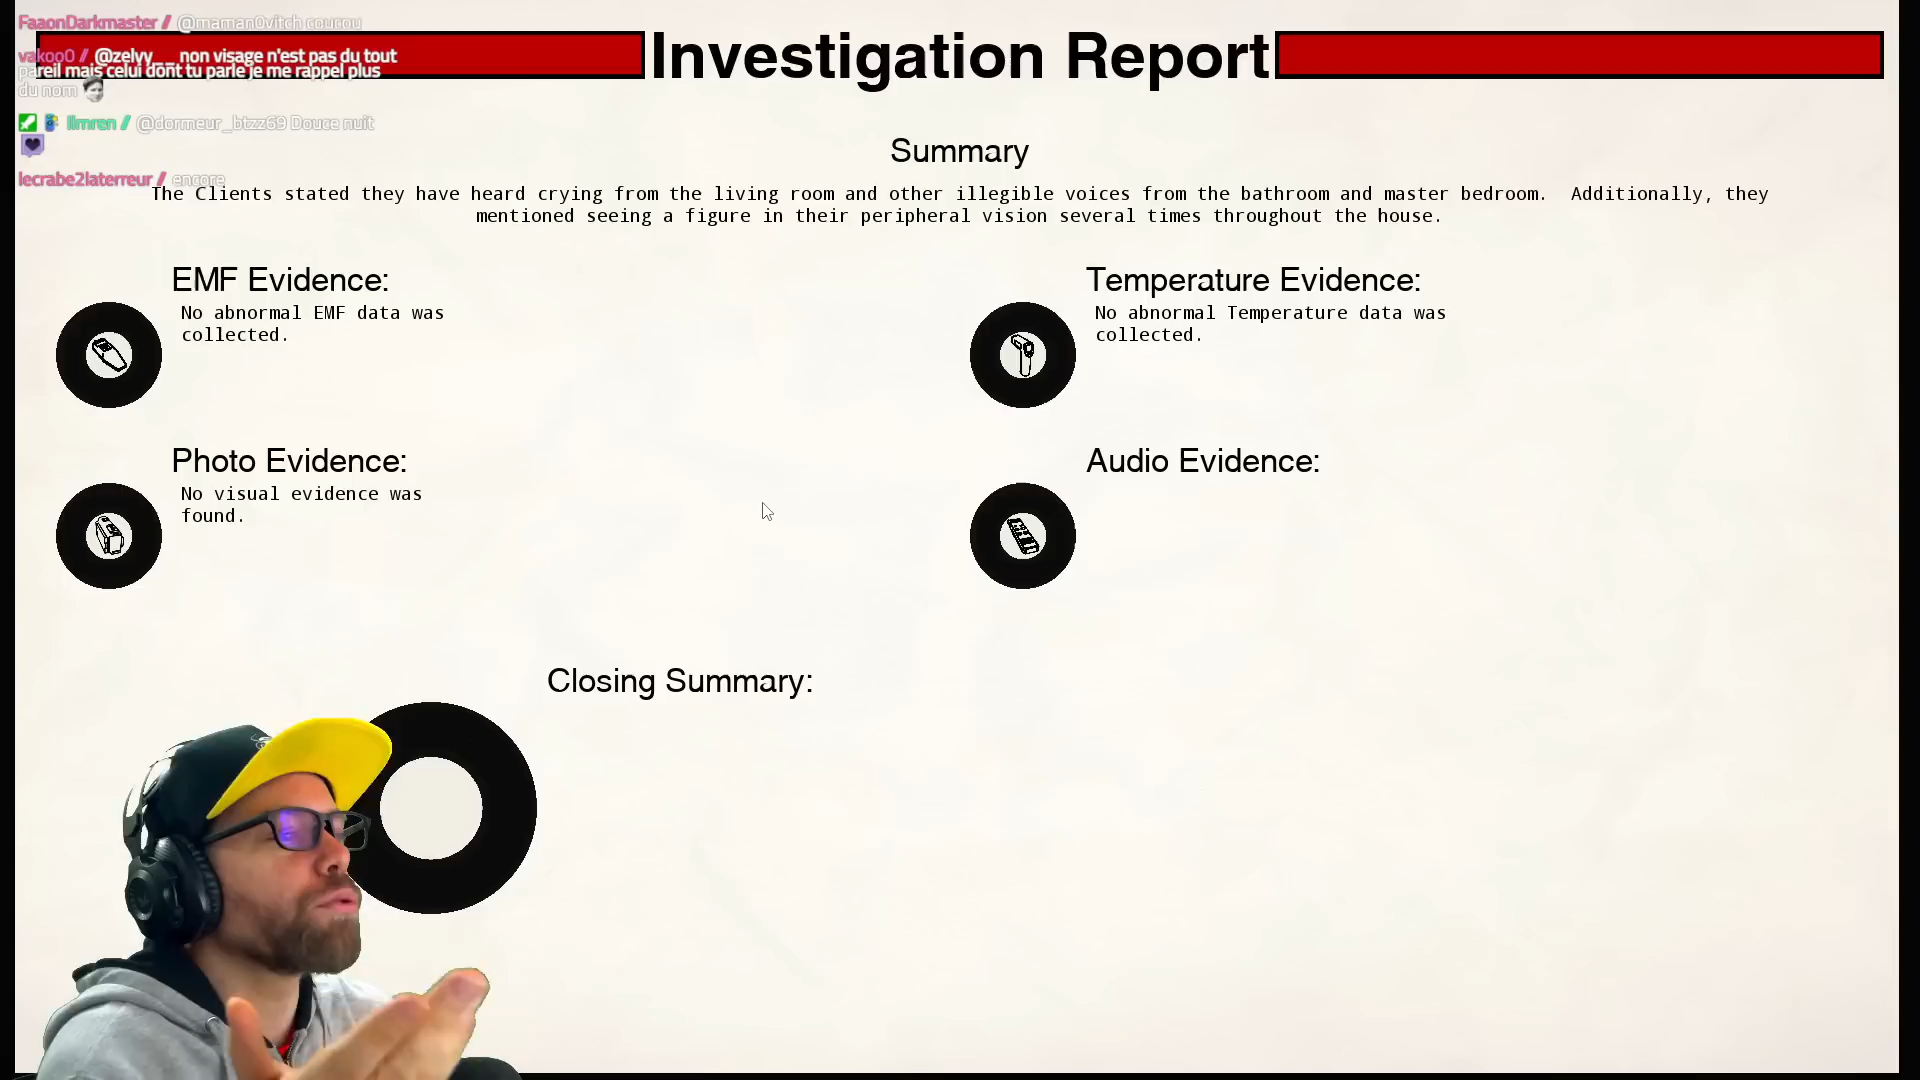 FaaonDarkmaster / @maman0vitch coucou
vakoo0 / @zelyy___ non visage n'est pas du tout
pareil mais celui dont tu parle je me rappel plus
du nom
llmren / @dormeur_btzz69 Douce nuit
lecrabe2laterreur / encore
Investigation Report
Summary
The Clients stated they have heard crying from the living room and other illegible voices from the bathroom and master bedroom. Additionally, they
mentioned seeing a figure in their peripheral vision several times throughout the house.
EMF Evidence:
No abnormal EMF data was
collected.
Temperature Evidence:
No abnormal Temperature data was
collected.
Photo Evidence:
No visual evidence was
found.
Audio Evidence:
Closing Summary: